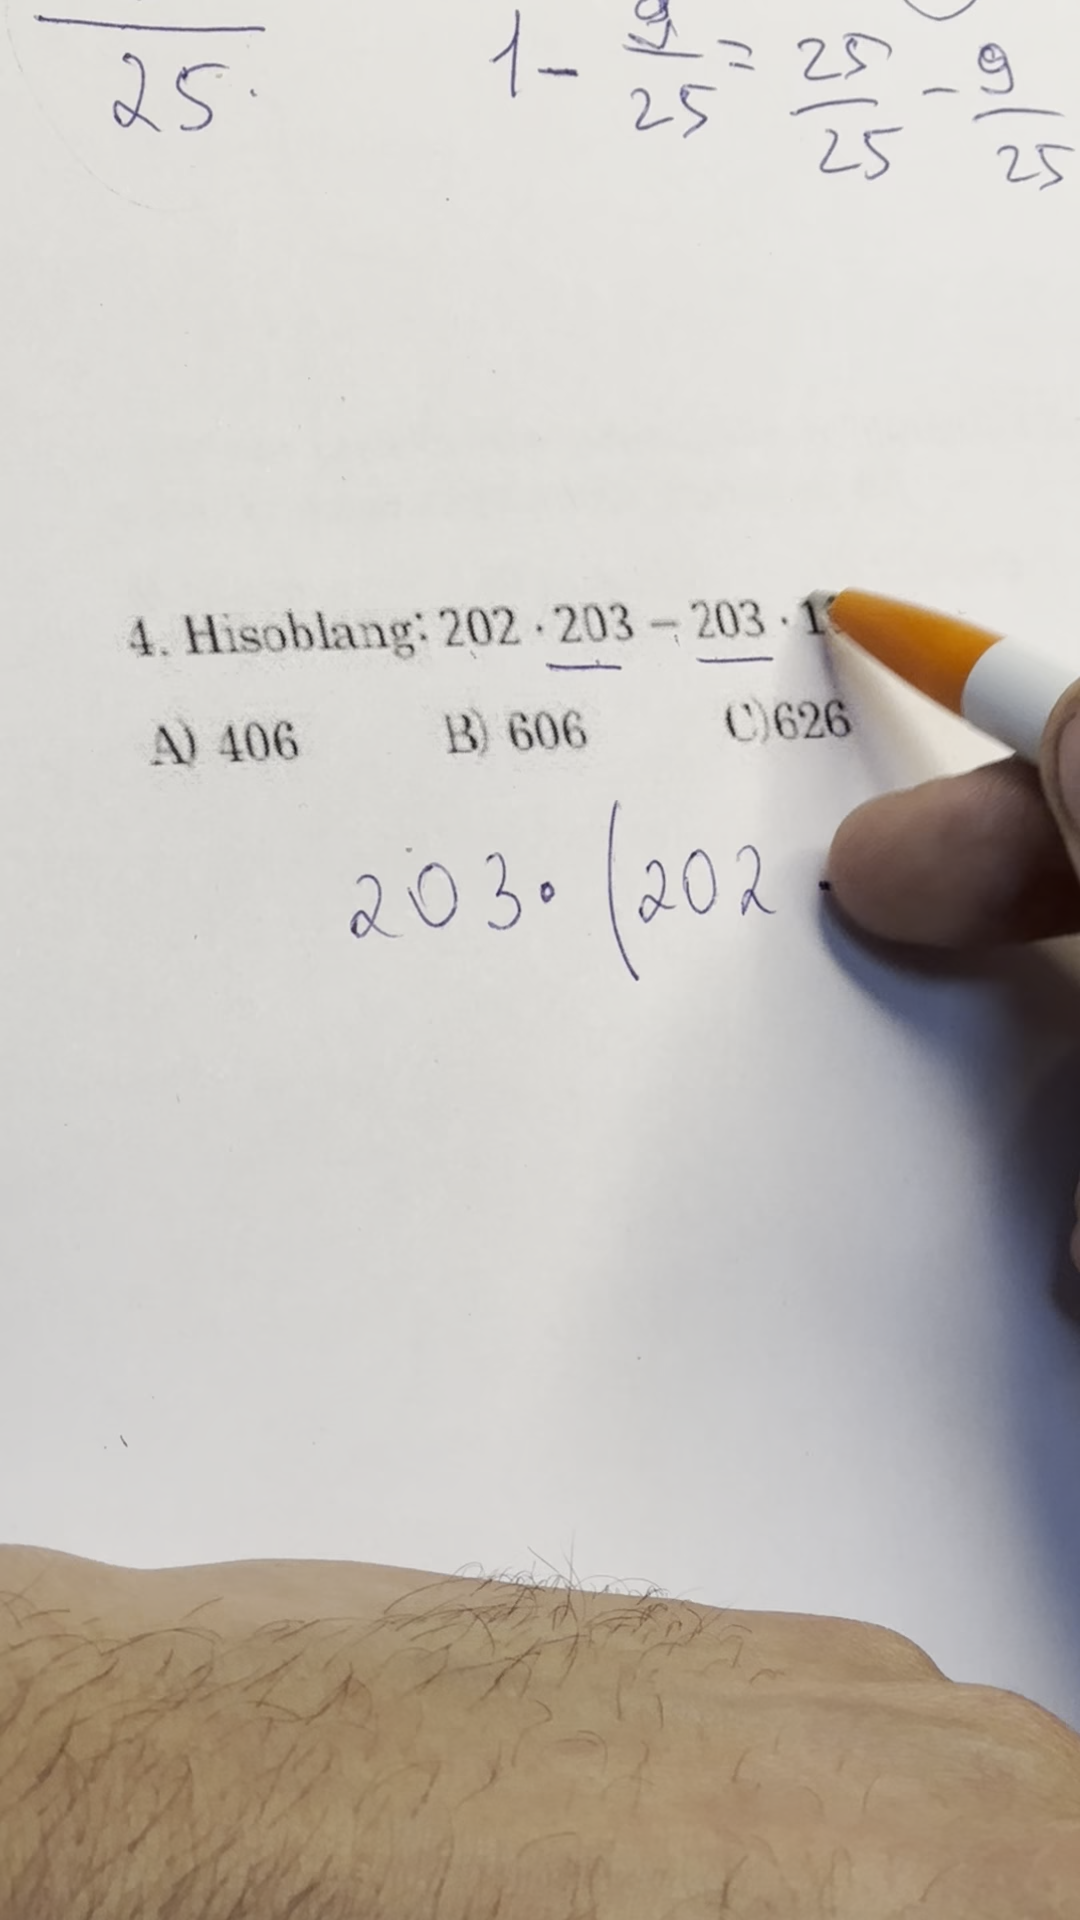 25.
1 - 9/25 = 25/25 - 9/25
4. Hisoblang: 202 · 203 – 203 ·
A) 406 B) 606 C)626
203 · (202